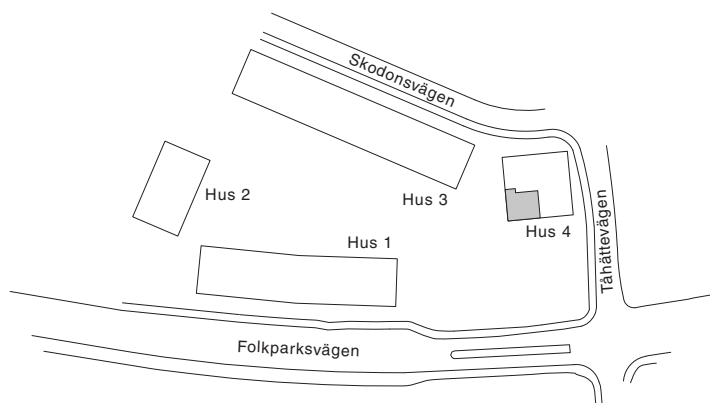 Skodonsvägen
Hus 2
Hus 3
Hus 4
Hus 1
Tåhättevägen
Folkparksvägen